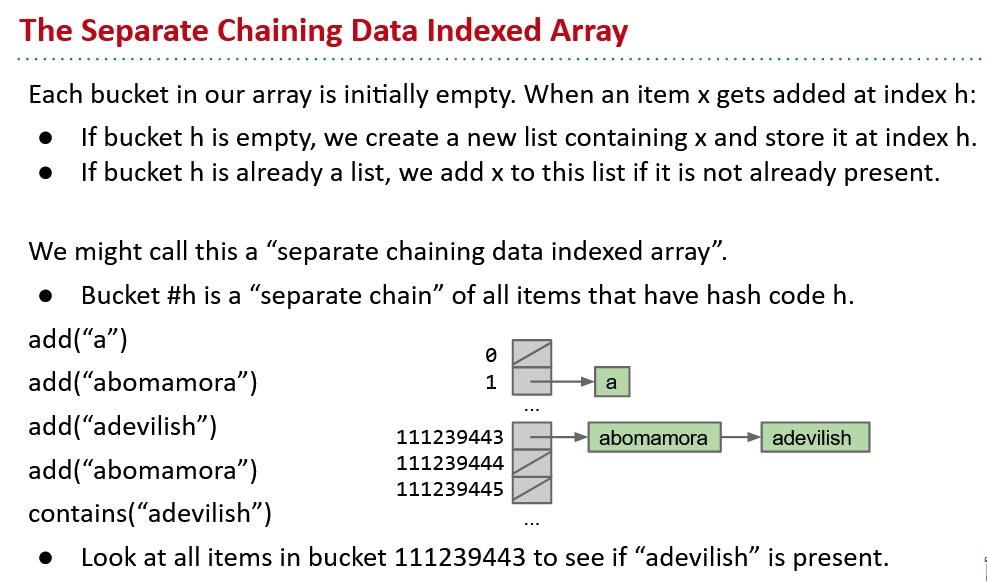 The Separate Chaining Data Indexed Array
Each bucket in our array is initially empty. When an item x gets added at index h:
● If bucket h is empty, we create a new list containing x and store it at index h.
● If bucket h is already a list, we add x to this list if it is not already present.
We might call this a “separate chaining data indexed array”.
● Bucket #h is a “separate chain” of all items that have hash code h.
add(“a”)
add(“abomamora”)
add(“adevilish”)
add(“abomamora”)
contains(“adevilish”)
0
1 a
...
111239443 abomamora adevilish
111239444
111239445
...
● Look at all items in bucket 111239443 to see if “adevilish” is present.